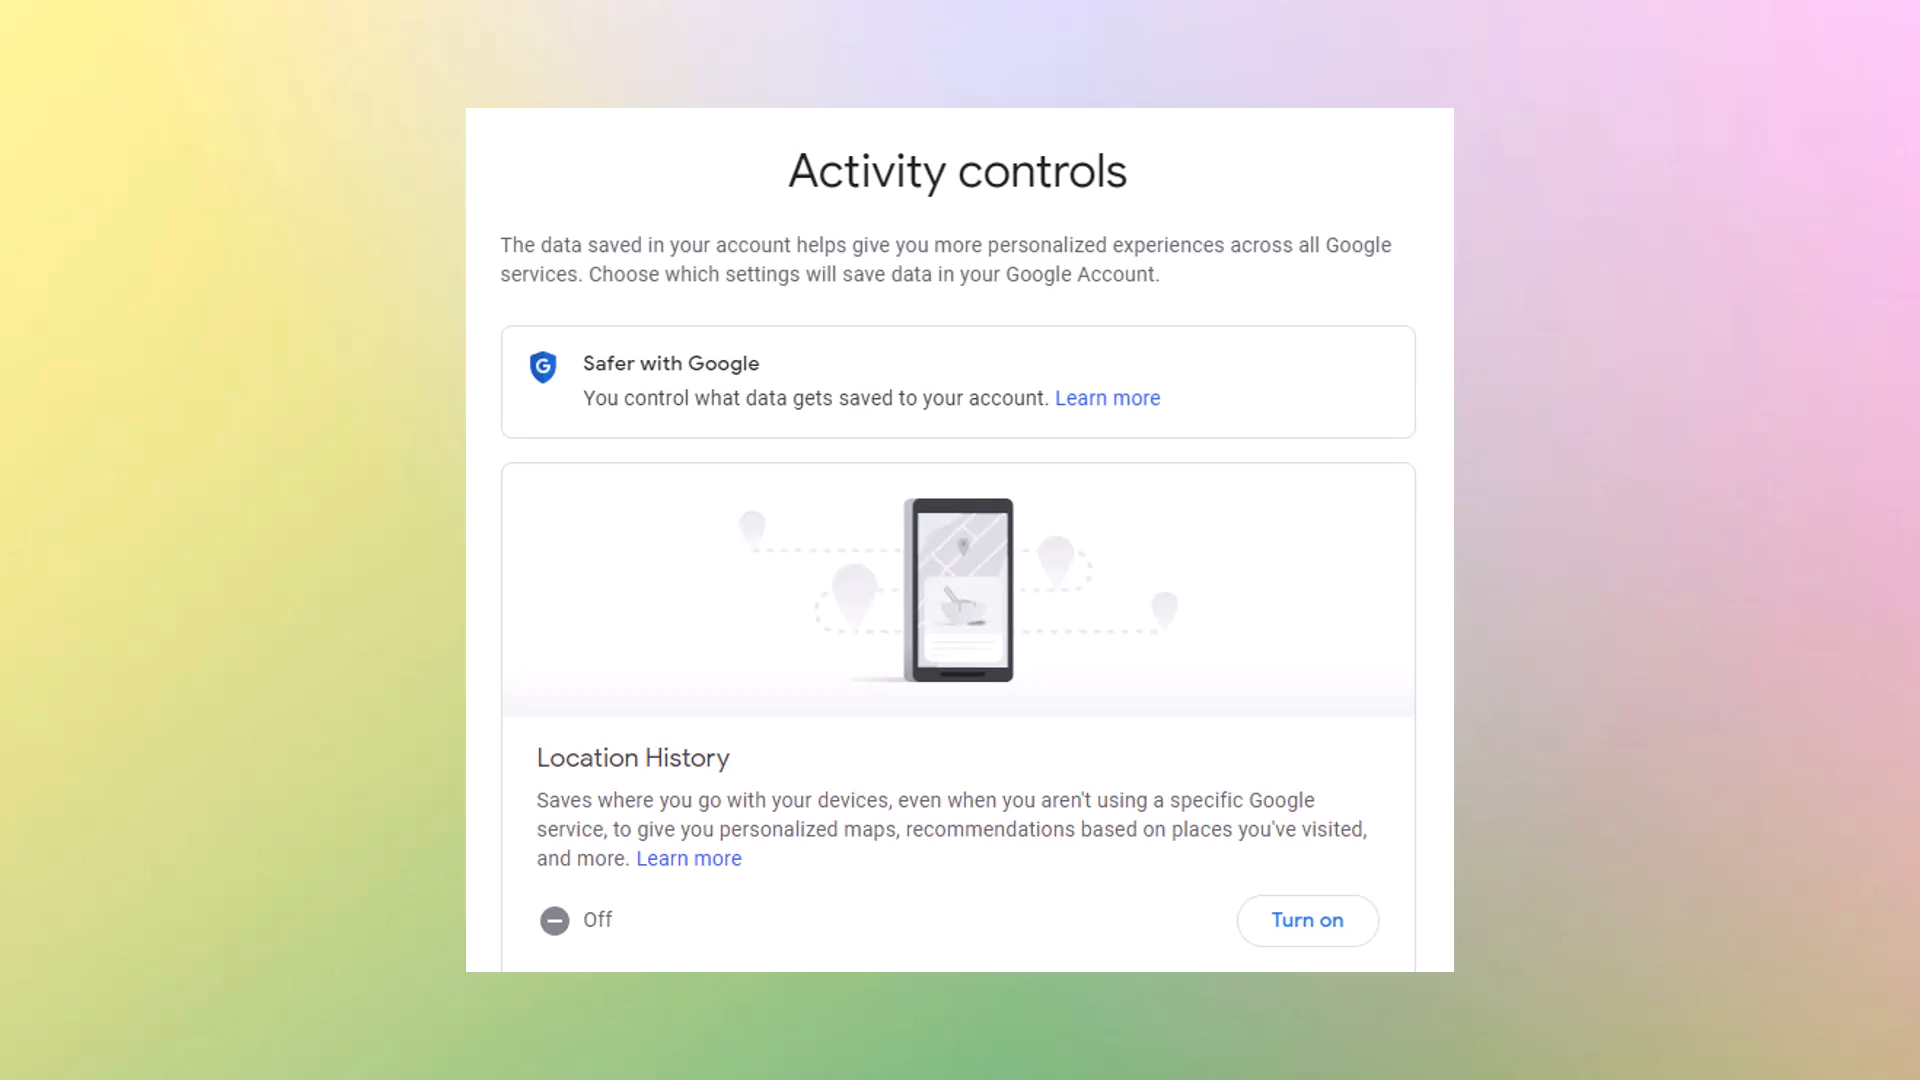 Activity controls
The data saved in your account helps give you more personalized experiences across all Google
services. Choose which settings will save data in your Google Account.
G
Safer with Google
You control what data gets saved to your account. Learn more
Location History
Saves where you go with your devices, even when you aren't using a specific Google
service, to give you personalized maps, recommendations based on places you've visited,
and more. Learn more
Off
Turn on